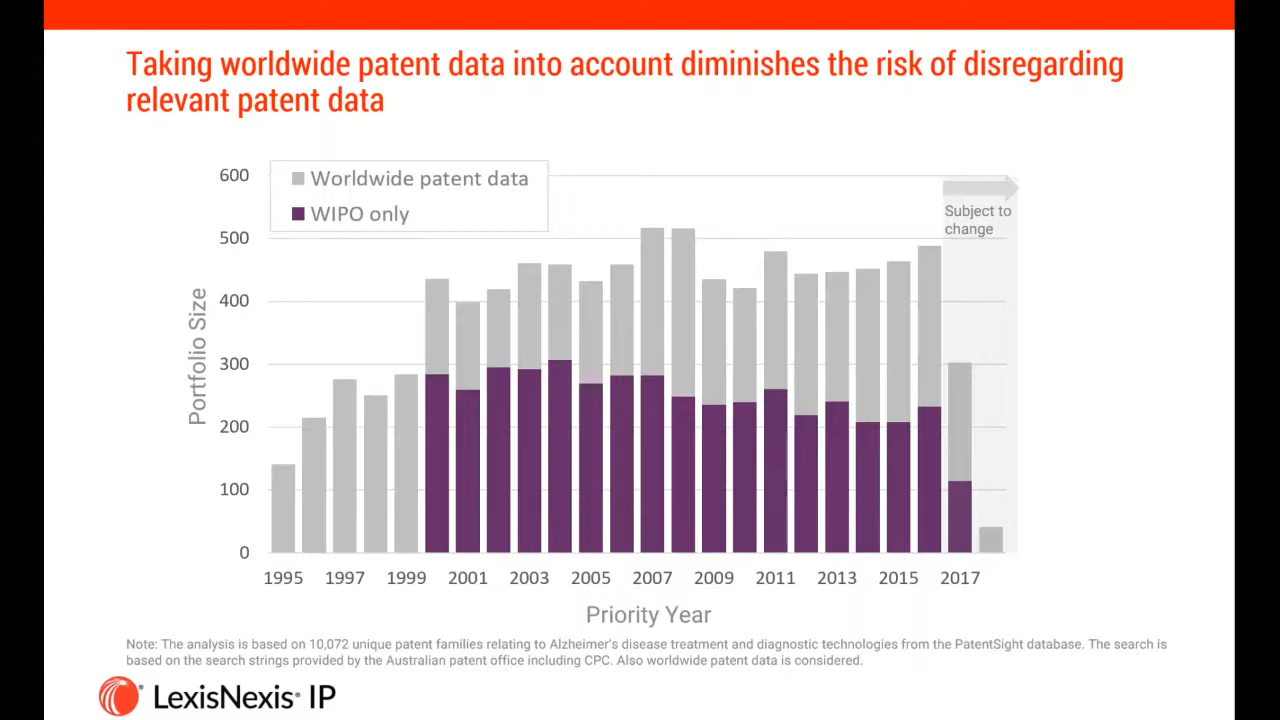 Taking worldwide patent data into account diminishes the risk of disregarding
relevant patent data
Worldwide patent data
WIPO only
Subject to
change
600
500
400
300
200
100
0
Portfolio Size
1995 1997 1999 2001 2003 2005 2007 2009 2011 2013 2015 2017
Priority Year
Note: The analysis is based on 10,072 unique patent families relating to Alzheimer's disease treatment and diagnostic technologies from the PatentSight database. The search is
based on the search strings provided by the Australian patent office including CPC. Also worldwide patent data is considered.
LexisNexis® IP